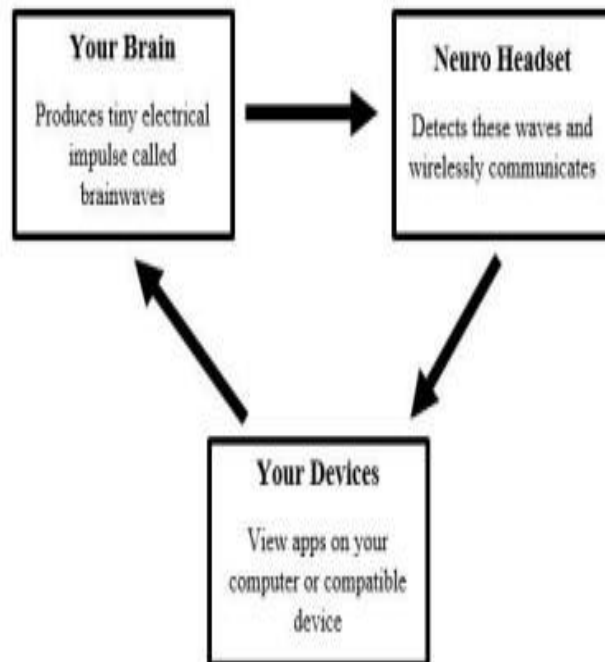 Your Brain
Produces tiny electrical
impulse called
brainwaves
Neuro Headset
Detects these waves and
wirelessly communicates
Your Devices
View apps on your
computer or compatible
device